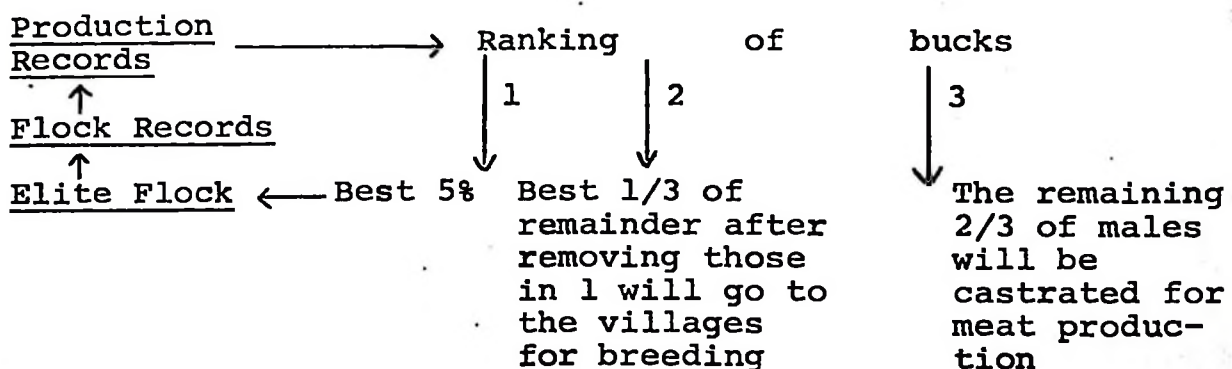 Production
Records
Ranking of bucks
1
2
3
Flock Records
Elite Flock
Best 5%
Best 1/3 of
remainder after
removing those
in 1 will go to
the villages
for breeding
The remaining
2/3 of males
will be
castrated for
meat produc-
tion